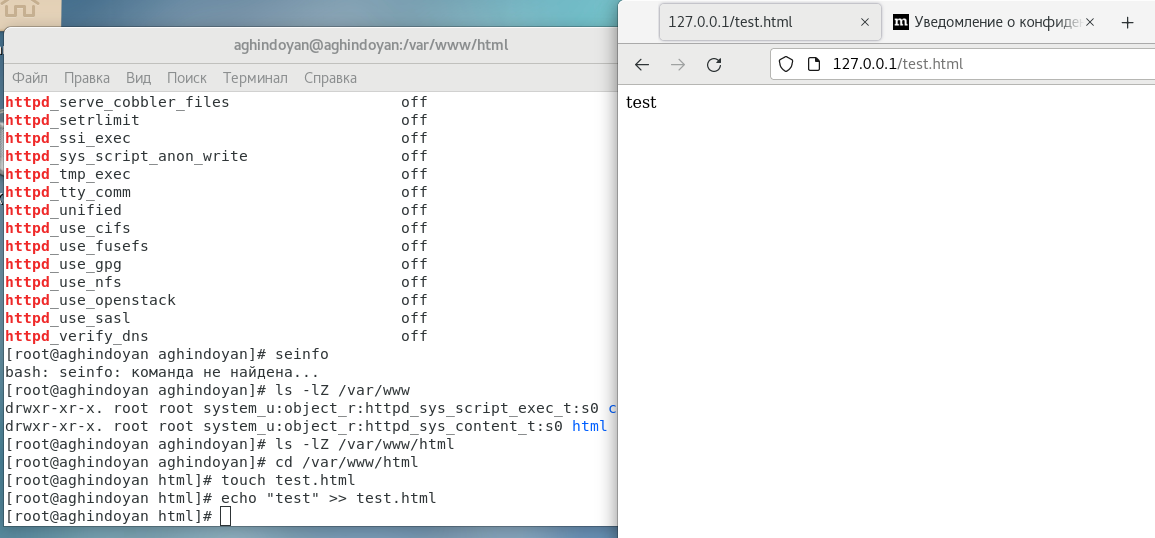 aghindoyan@aghindoyan:/var/www/html
Файл Правка Вид Поиск Терминал Справка
httpd_serve_cobbler_files off
httpd_setrlimit off
httpd_ssi_exec off
httpd_sys_script_anon_write off
httpd_tmp_exec off
httpd_tty_comm off
httpd_unified off
httpd_use_cifs off
httpd_use_fusefs off
httpd_use_gpg off
httpd_use_nfs off
httpd_use_openstack off
httpd_use_sasl off
httpd_verify_dns off
[root@aghindoyan aghindoyan]# seinfo
bash: seinfo: команда не найдена...
[root@aghindoyan aghindoyan]# ls -lZ /var/www
drwxr-xr-x. root root system_u:object_r:httpd_sys_script_exec_t:s0 c
drwxr-xr-x. root root system_u:object_r:httpd_sys_content_t:s0 html
[root@aghindoyan aghindoyan]# ls -lZ /var/www/html
[root@aghindoyan aghindoyan]# cd /var/www/html
[root@aghindoyan html]# touch test.html
[root@aghindoyan html]# echo "test" >> test.html
[root@aghindoyan html]#
127.0.0.1/test.html
m Уведомление о конфиде
127.0.0.1/test.html
test